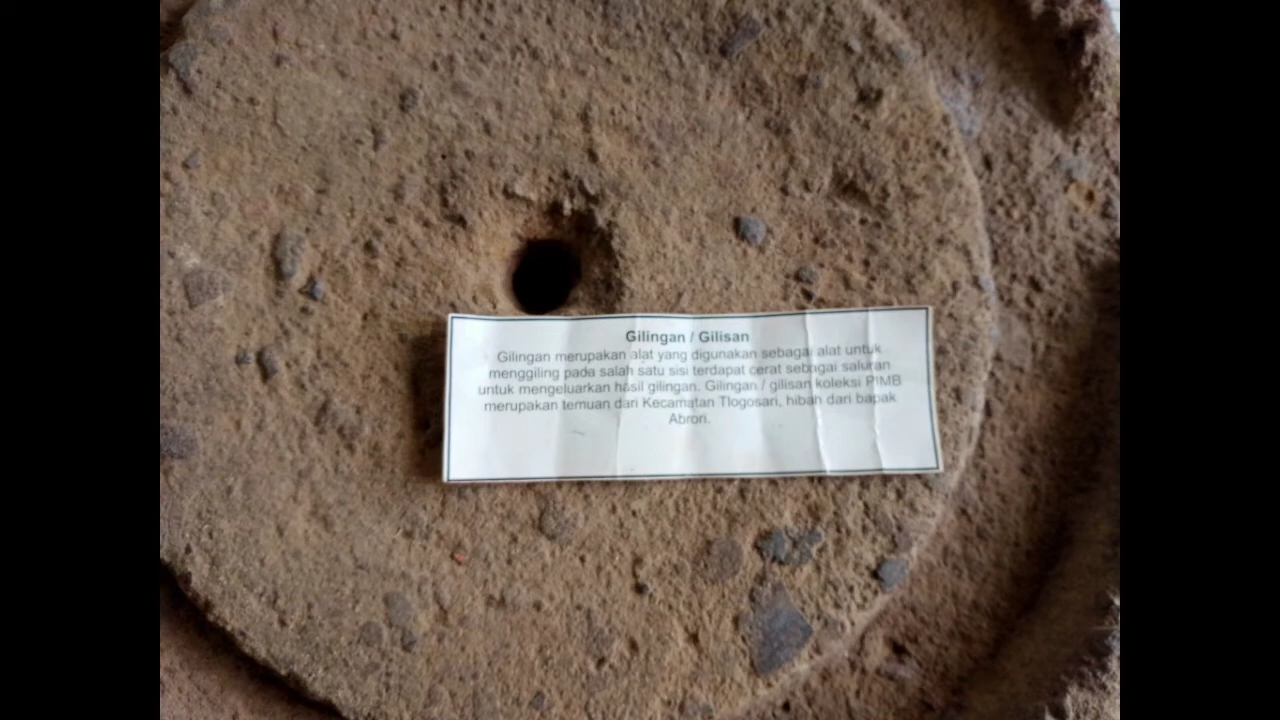 Gilingan / Gilisan
Gilingan merupakan alat yang digunakan sebagai alat untuk
menggiling pada salah satu sisi terdapat cerat sebagai saluran
untuk mengeluarkan hasil gilingan. Gilingan / gilisan koleksi PIMB
merupakan temuan dari Kecamatan Tlogosari, hibah dari bapak
Abrori.